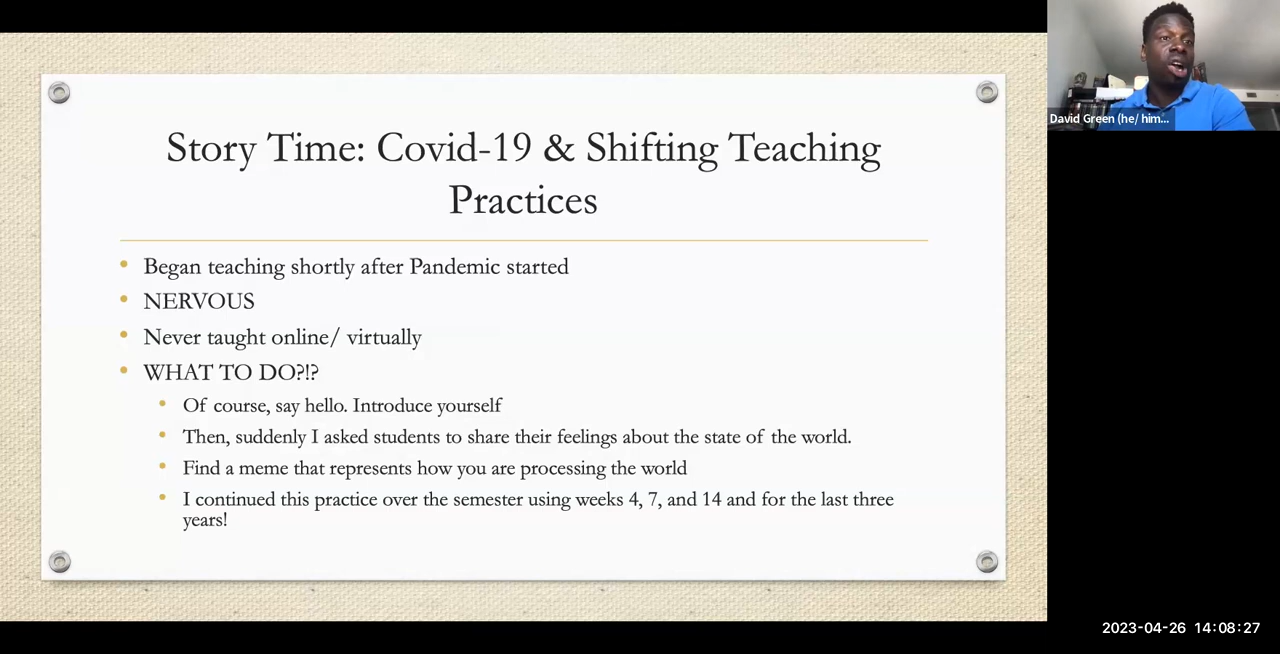 Story Time: Covid-19 & Shifting Teaching
Practices
• Began teaching shortly after Pandemic started
• NERVOUS
• Never taught online/ virtually
• WHAT TO DO?!?
• Of course, say hello. Introduce yourself
• Then, suddenly I asked students to share their feelings about the state of the world.
• Find a meme that represents how you are processing the world
• I continued this practice over the semester using weeks 4, 7, and 14 and for the last three
years!
David Green (he/ him...
2023-04-26 14:08:27